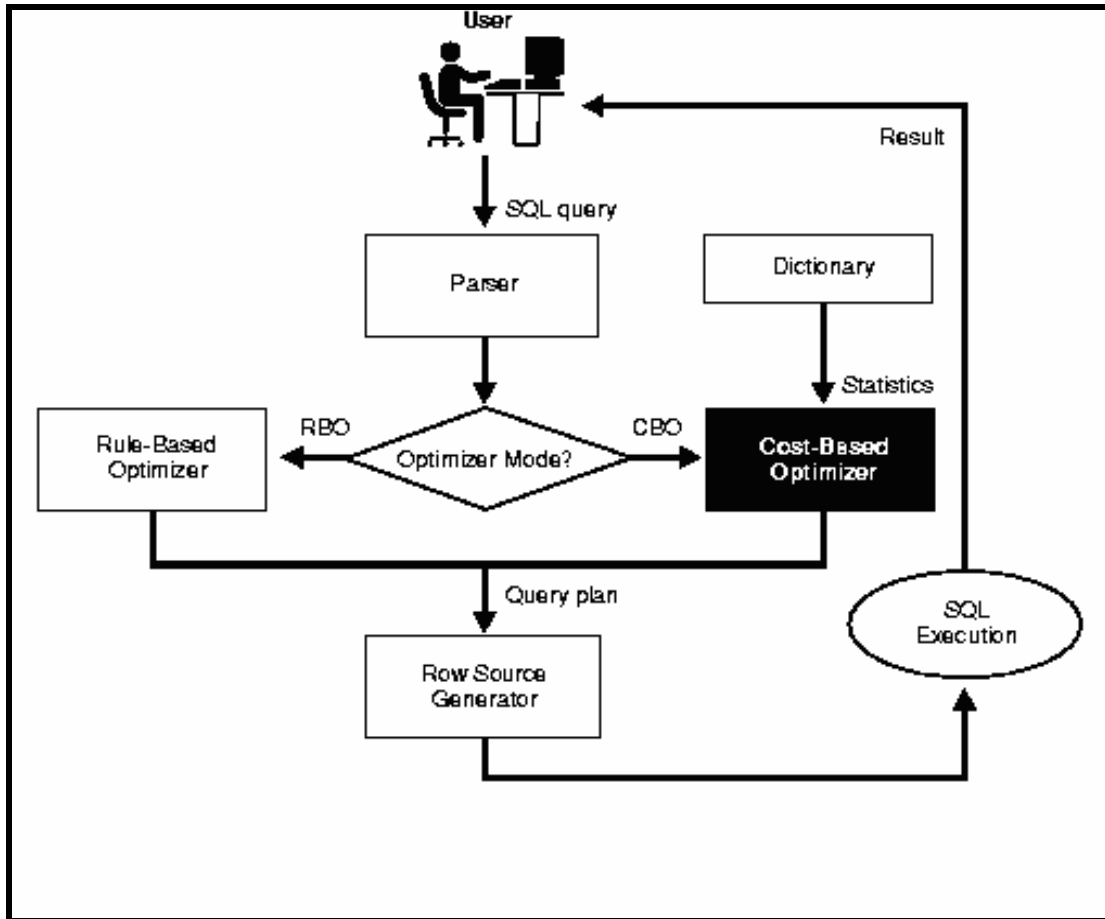 User
Result
SQL query
Parser
Dictionary
Statistics
RBO
CBO
Rule-Based
Optimizer
Optimizer Mode?
Cost-Based
Optimizer
Query plan
SQL
Execution
Row Source
Generator